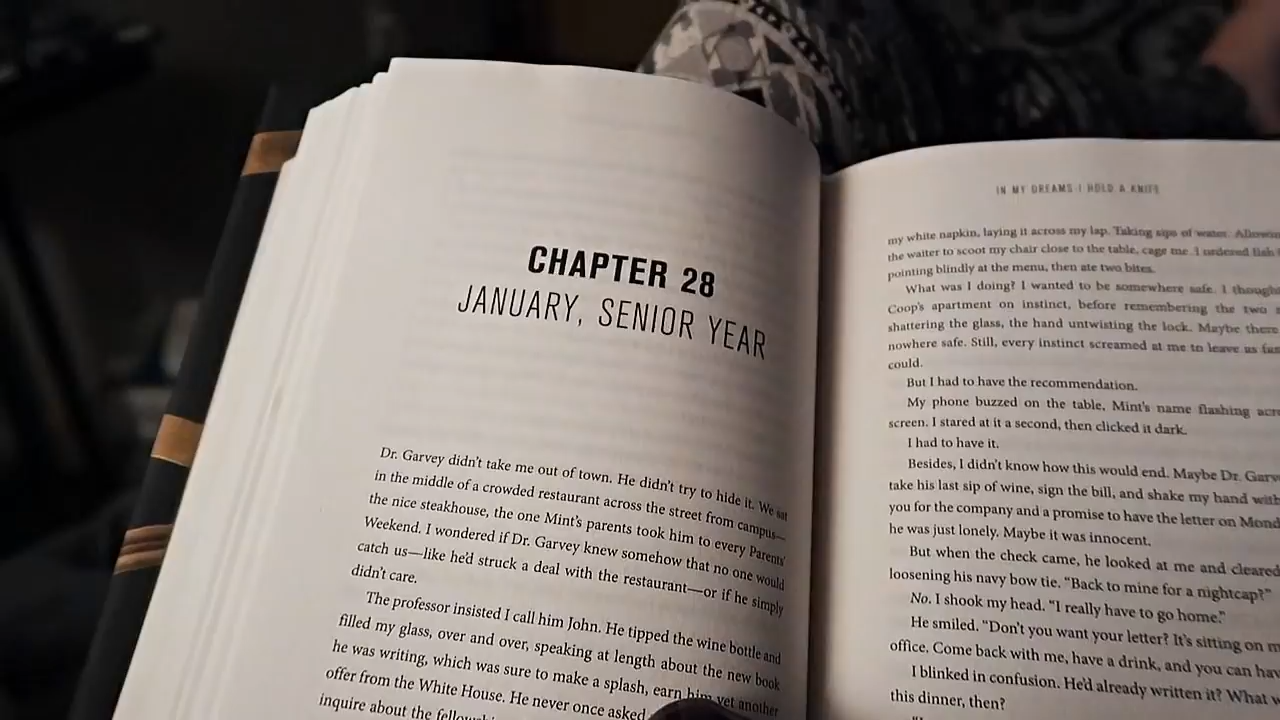 CHAPTER 28
JANUARY, SENIOR YEAR
Dr. Garvey didn't take me out of town. He didn't try to hide it. We sat
in the middle of a crowded restaurant across the street from campus—
the nice steakhouse, the one Mint's parents took him to every Parents'
Weekend. I wondered if Dr. Garvey knew somehow that no one would
catch us—like he'd struck a deal with the restaurant—or if he simply
didn't care.
The professor insisted I call him John. He tipped the wine bottle and
filled my glass, over and over, speaking at length about the new book
he was writing, which was sure to make a splash, earn him yet another
offer from the White House. He never once asked
inquire about the
IN MY DREAMS I HOLD A KNIFE
my white napkin, laying it across my lap. Taking sips of water.
the waiter to scoot my chair close to the table, cage me. I ordered fish
pointing blindly at the menu, then ate two bites.
What was I doing? I wanted to be somewhere safe. I
Coop's apartment on instinct, before remembering the two
shattering the glass, the hand untwisting the lock. Maybe there
nowhere safe. Still, every instinct screamed at me to leave as
could.
But I had to have the recommendation.
My phone buzzed on the table, Mint's name flashing
screen. I stared at it a second, then clicked it dark.
I had to have it.
Besides, I didn't know how this would end. Maybe Dr.
take his last sip of wine, sign the bill, and shake my hand
you for the company and a promise to have the letter on
he was just lonely. Maybe it was innocent.
But when the check came, he looked at me and cleared
loosening his navy bow tie. "Back to mine for a nightcap?"
No. I shook my head. "I really have to go home."
He smiled. "Don't you want your letter? It's sitting on
office. Come back with me, have a drink, and you can
I blinked in confusion. He'd already written it? What
this dinner, then?